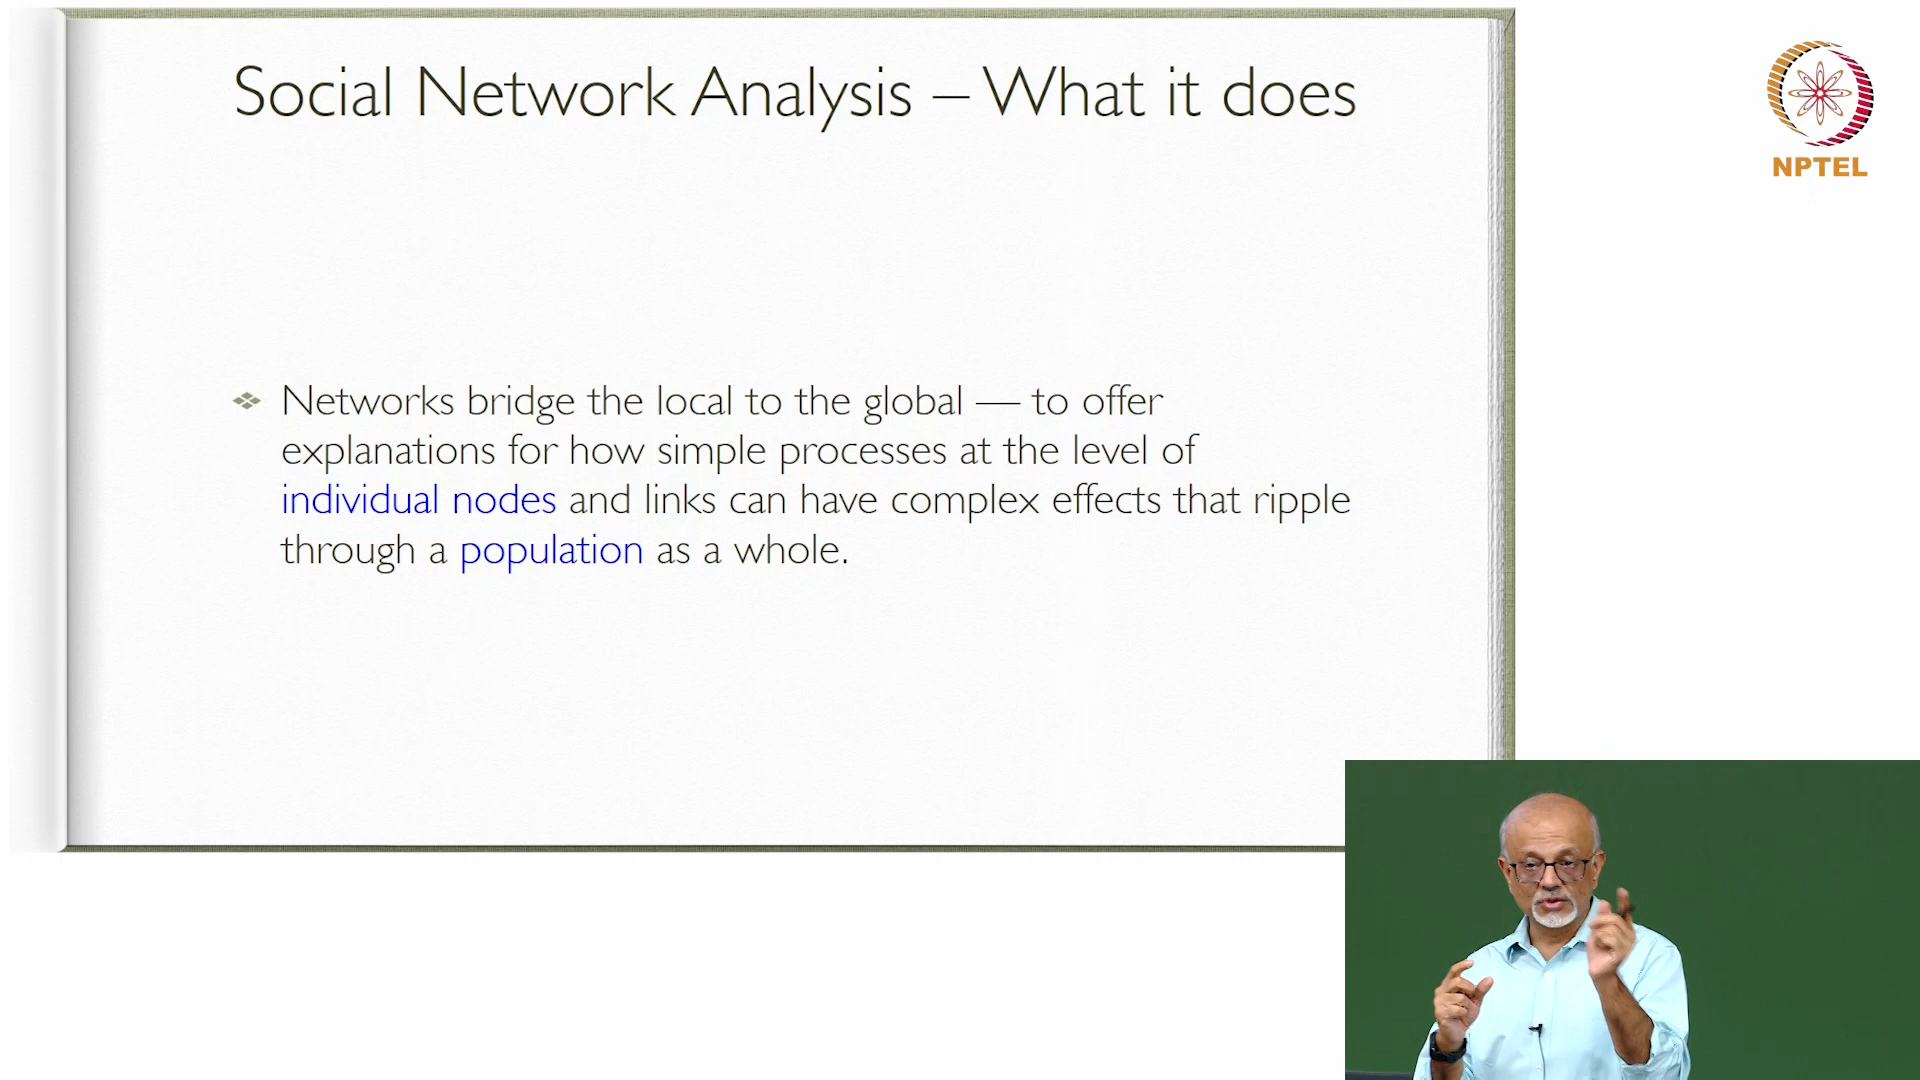 Social Network Analysis – What it does
NPTEL
Networks bridge the local to the global — to offer
explanations for how simple processes at the level of
individual nodes and links can have complex effects that ripple
through a population as a whole.